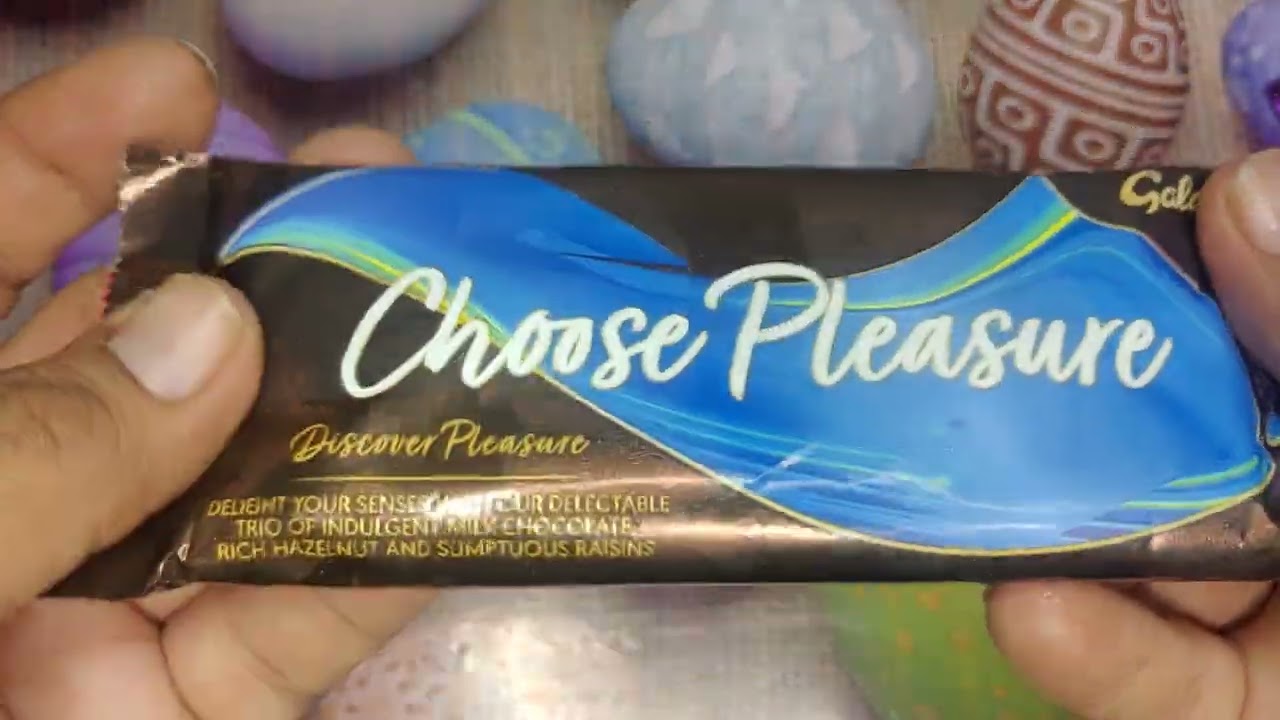 Choose Pleasure
Discover Pleasure
DELIGHT YOUR SENSES OUR DELECTABLE
TRIO OF INDULGENT MILK CHOCOLATE,
RICH HAZELNUT AND SUMPTUOUS RAISINS